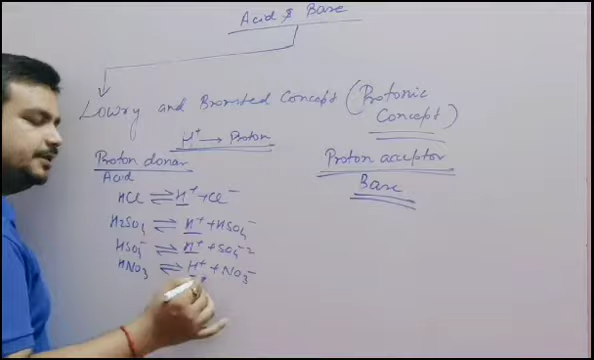 Acid & Base
Lowry and Bronsted Concept (Protonic Concept)
H+ → Proton
Proton donar
Acid
HCl ⇌ H+ + Cl-
H2SO4 ⇌ H+ + HSO4-
HSO4- ⇌ H+ + SO4-2
HNO3 ⇌ H+ + NO3-
Proton acceptor
Base